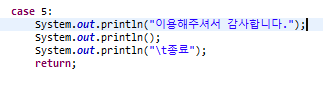 case 5:
System.out.println("이용해주셔서 감사합니다.");
System.out.println();
System.out.println("\t종료");
return;